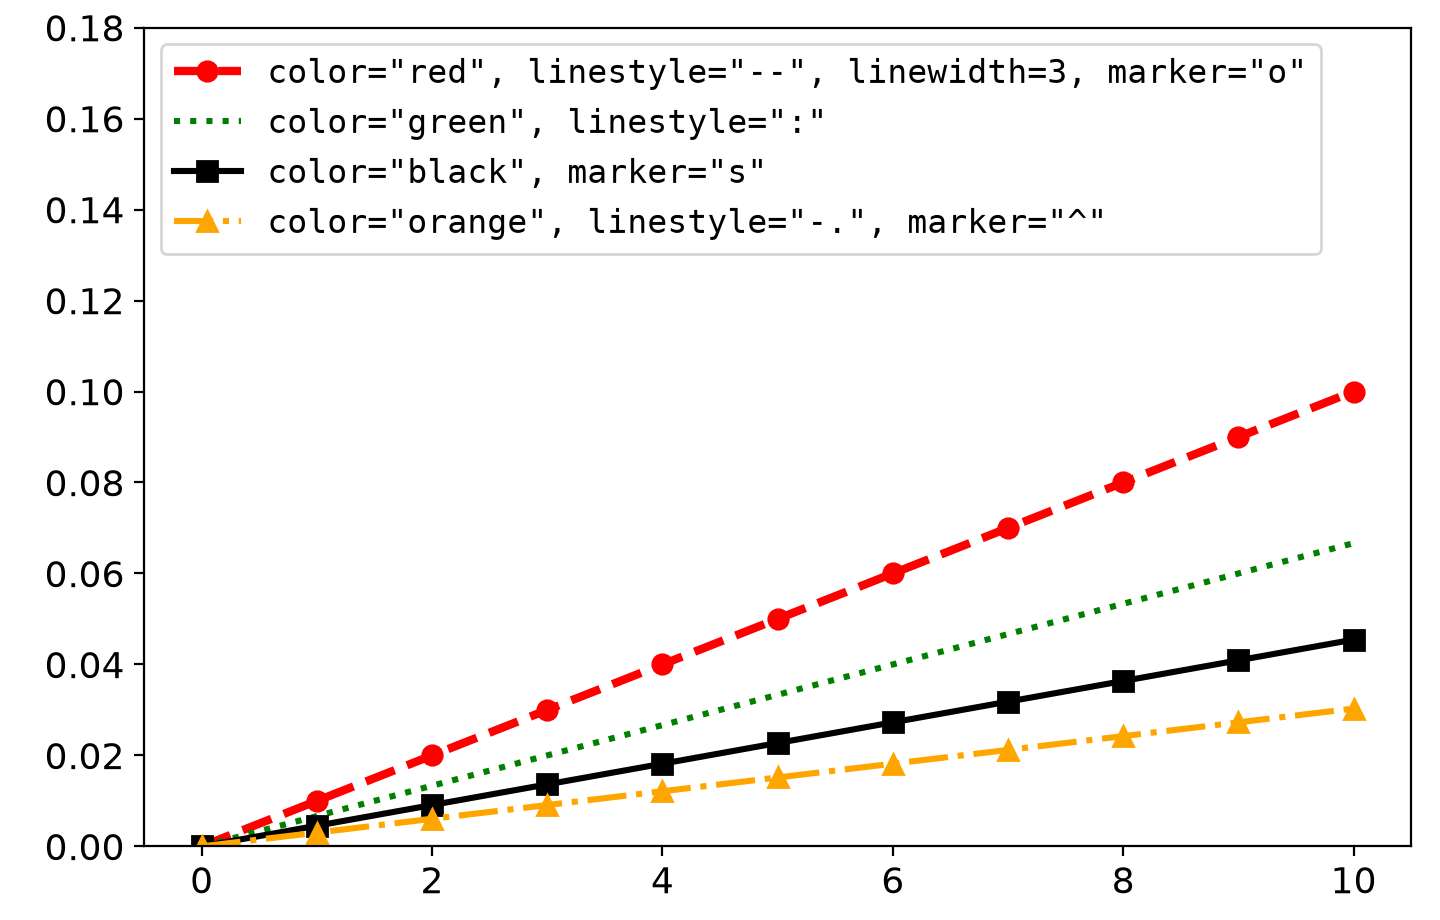 0.18
0.16
0.14
0.12
0.10
0.08
0.06
0.04
0.02
0.00
color="red", linestyle="--", linewidth=3, marker="o"
color="green", linestyle=":"
color="black", marker="s"
color="orange", linestyle="-.", marker="^"
0 2 4 6 8 10